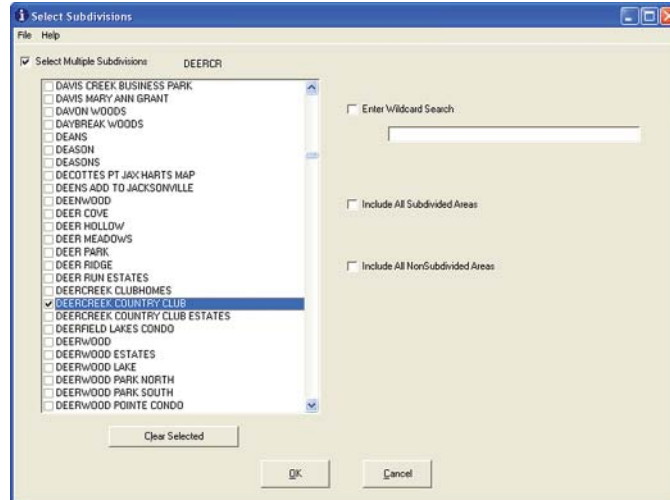 Select Subdivisions
File Help
Select Multiple Subdivisions DEERCR
DAVIS CREEK BUSINESS PARK
DAVIS MARY ANN GRANT
DAVON WOODS
DAYBREAK WOODS
DEANS
DEASON
DEASONS
DECOTTES PT JAX HARTS MAP
DEENS ADD TO JACKSONVILLE
DEENWOOD
DEER COVE
DEER HOLLOW
DEER MEADOWS
DEER PARK
DEER RIDGE
DEER RUN ESTATES
DEERCREEK CLUBHOMES
DEERCREEK COUNTRY CLUB
DEERCREEK COUNTRY CLUB ESTATES
DEERFIELD LAKES CONDO
DEERWOOD
DEERWOOD ESTATES
DEERWOOD LAKE
DEERWOOD PARK NORTH
DEERWOOD PARK SOUTH
DEERWOOD POINTE CONDO
Enter Wildcard Search
Include All Subdivided Areas
Include All NonSubdivided Areas
Clear Selected
OK Cancel